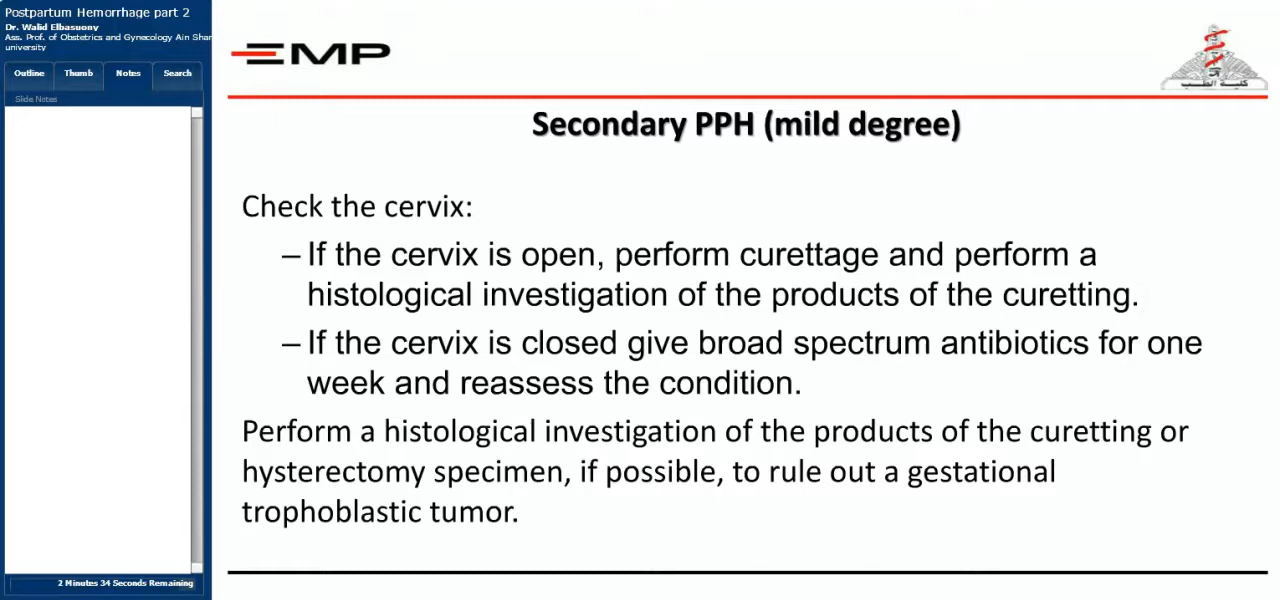 Postpartum Hemorrhage part 2
Dr. Walid Elbasuony
Ass. Prof. of Obstetrics and Gynecology Ain Shar
university
Outline
Thumb
Notes
Search
Slide Notes
2 Minutes 34 Seconds Remaining
EMP
كلية الطب
Secondary PPH (mild degree)
Check the cervix:
– If the cervix is open, perform curettage and perform a
histological investigation of the products of the curetting.
– If the cervix is closed give broad spectrum antibiotics for one
week and reassess the condition.
Perform a histological investigation of the products of the curetting or
hysterectomy specimen, if possible, to rule out a gestational
trophoblastic tumor.